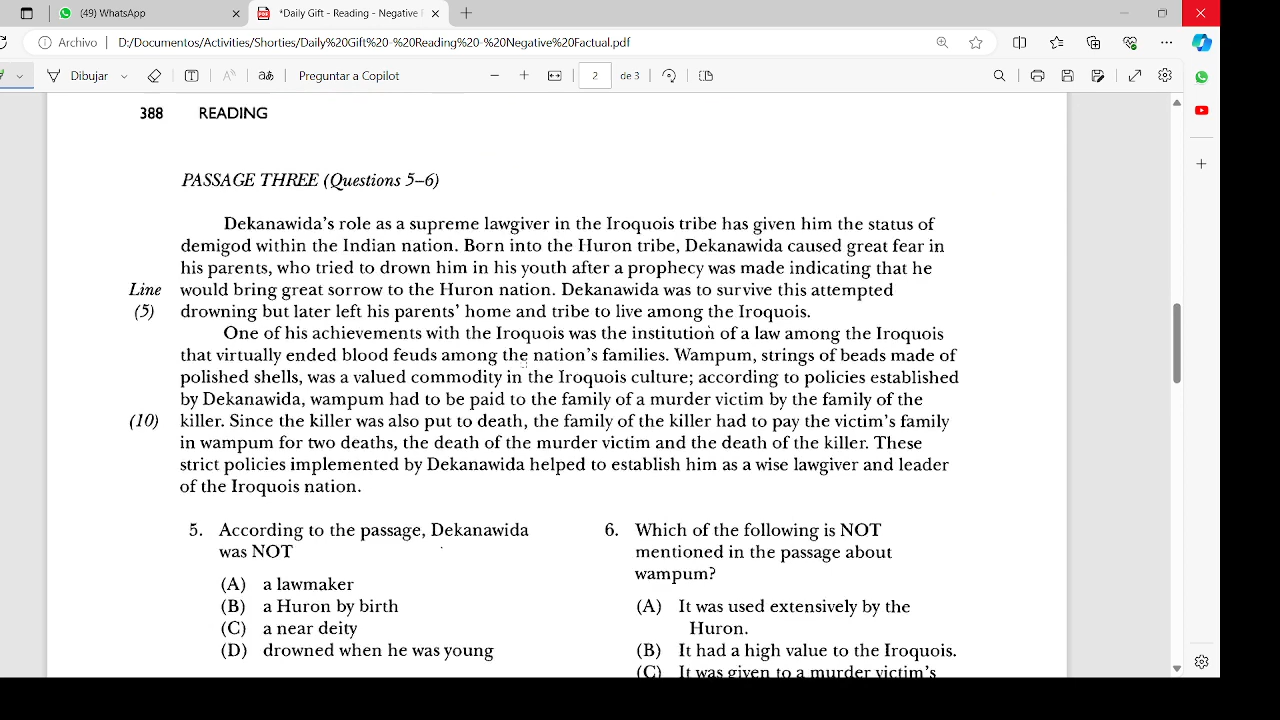 (49) WhatsApp
*Daily Gift - Reading - Negative F
Archivo
D:/Documentos/Activities/Shorties/Daily%20Gift%20-%20Reading%20-%20Negative%20Factual.pdf
Dibujar
Preguntar a Copilot
2
de 3
388 READING
PASSAGE THREE (Questions 5–6)
Dekanawida's role as a supreme lawgiver in the Iroquois tribe has given him the status of
demigod within the Indian nation. Born into the Huron tribe, Dekanawida caused great fear in
his parents, who tried to drown him in his youth after a prophecy was made indicating that he
Line would bring great sorrow to the Huron nation. Dekanawida was to survive this attempted
(5) drowning but later left his parents' home and tribe to live among the Iroquois.
One of his achievements with the Iroquois was the institution of a law among the Iroquois
that virtually ended blood feuds among the nation's families. Wampum, strings of beads made of
polished shells, was a valued commodity in the Iroquois culture; according to policies established
by Dekanawida, wampum had to be paid to the family of a murder victim by the family of the
(10) killer. Since the killer was also put to death, the family of the killer had to pay the victim's family
in wampum for two deaths, the death of the murder victim and the death of the killer. These
strict policies implemented by Dekanawida helped to establish him as a wise lawgiver and leader
of the Iroquois nation.
5. According to the passage, Dekanawida
was NOT
(A) a lawmaker
(B) a Huron by birth
(C) a near deity
(D) drowned when he was young
6. Which of the following is NOT
mentioned in the passage about
wampum?
(A) It was used extensively by the
Huron.
(B) It had a high value to the Iroquois.
(C) It was given to a murder victim's